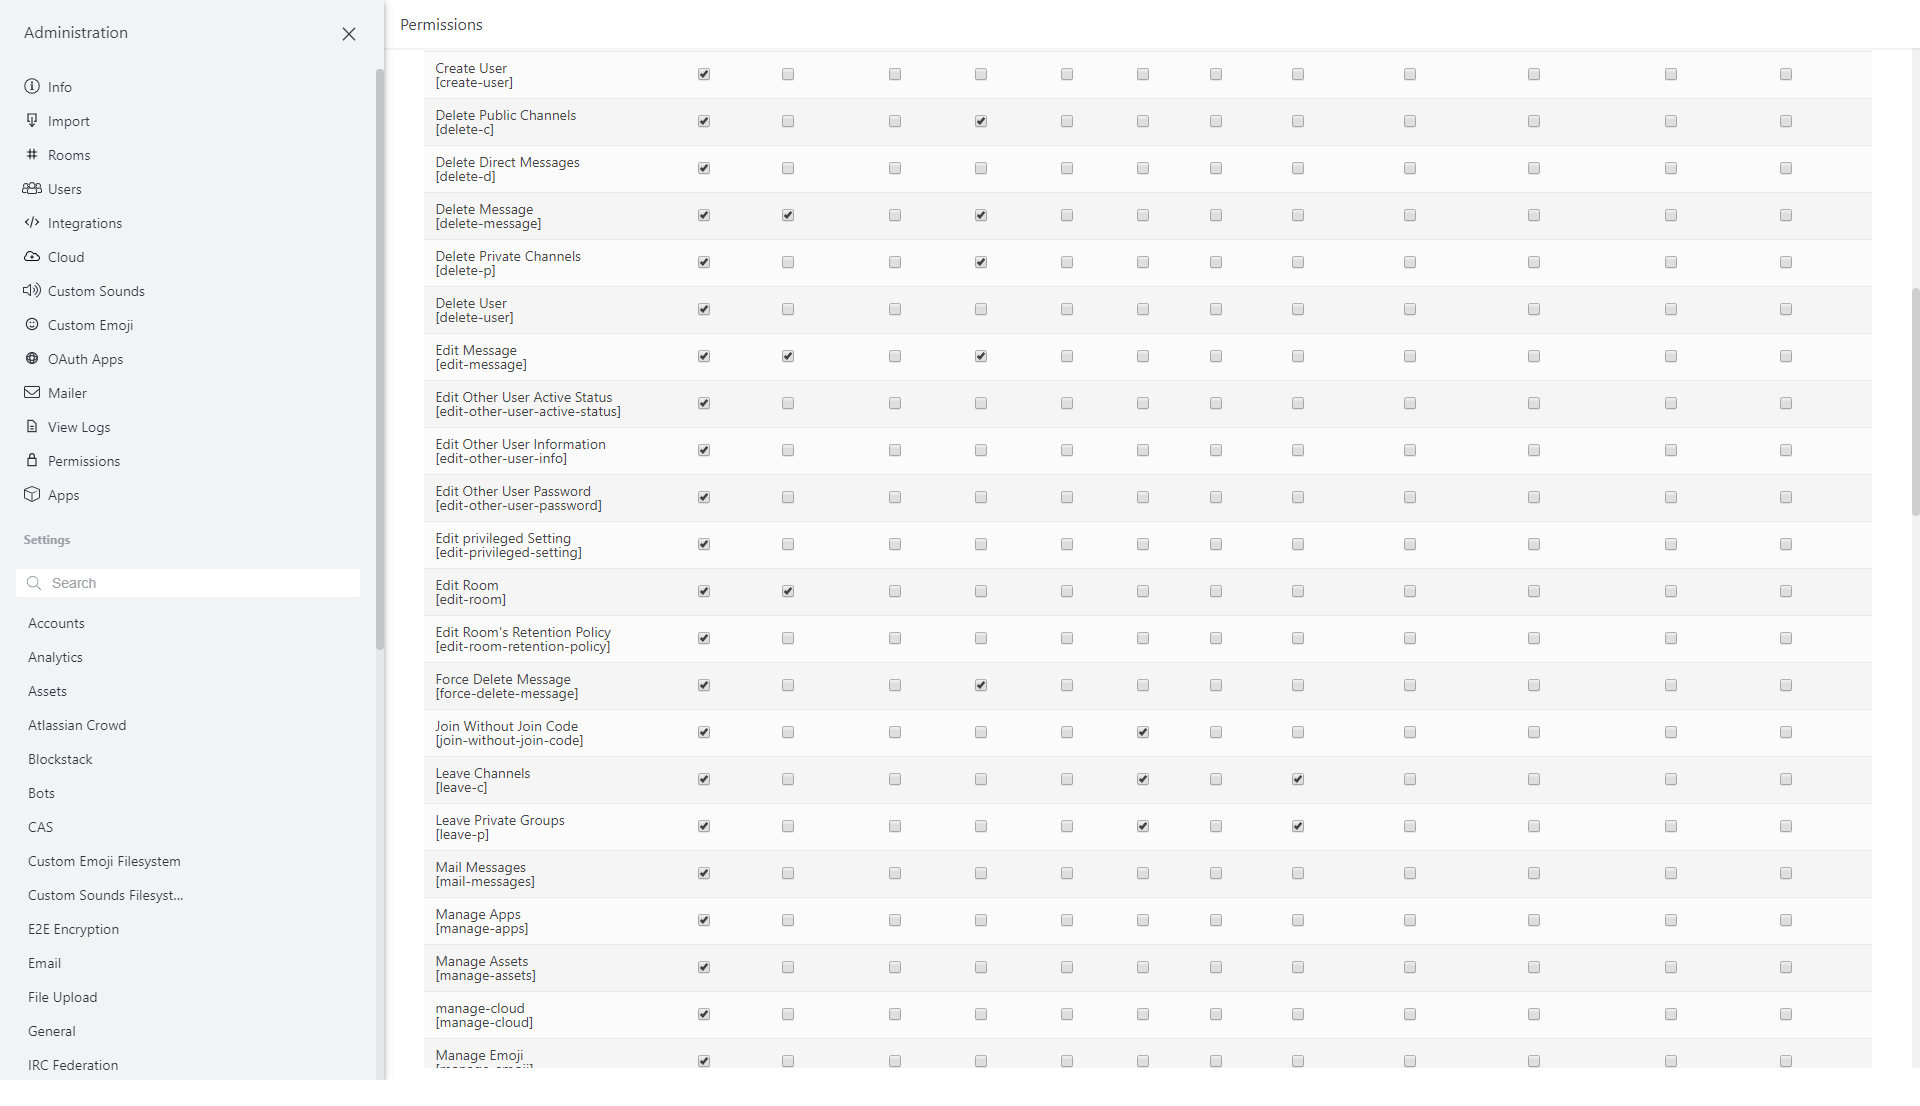 Administration
Info
Import
Rooms
Users
Integrations
Cloud
Custom Sounds
Custom Emoji
OAuth Apps
Mailer
View Logs
Permissions
Apps
Settings
Search
Accounts
Analytics
Assets
Atlassian Crowd
Blockstack
Bots
CAS
Custom Emoji Filesystem
Custom Sounds Filesyst...
E2E Encryption
Email
File Upload
General
IRC Federation
Permissions
Create User
[create-user]
Delete Public Channels
[delete-c]
Delete Direct Messages
[delete-d]
Delete Message
[delete-message]
Delete Private Channels
[delete-p]
Delete User
[delete-user]
Edit Message
[edit-message]
Edit Other User Active Status
[edit-other-user-active-status]
Edit Other User Information
[edit-other-user-info]
Edit Other User Password
[edit-other-user-password]
Edit privileged Setting
[edit-privileged-setting]
Edit Room
[edit-room]
Edit Room's Retention Policy
[edit-room-retention-policy]
Force Delete Message
[force-delete-message]
Join Without Join Code
[join-without-join-code]
Leave Channels
[leave-c]
Leave Private Groups
[leave-p]
Mail Messages
[mail-messages]
Manage Apps
[manage-apps]
Manage Assets
[manage-assets]
manage-cloud
[manage-cloud]
Manage Emoji
[manage-emoji]